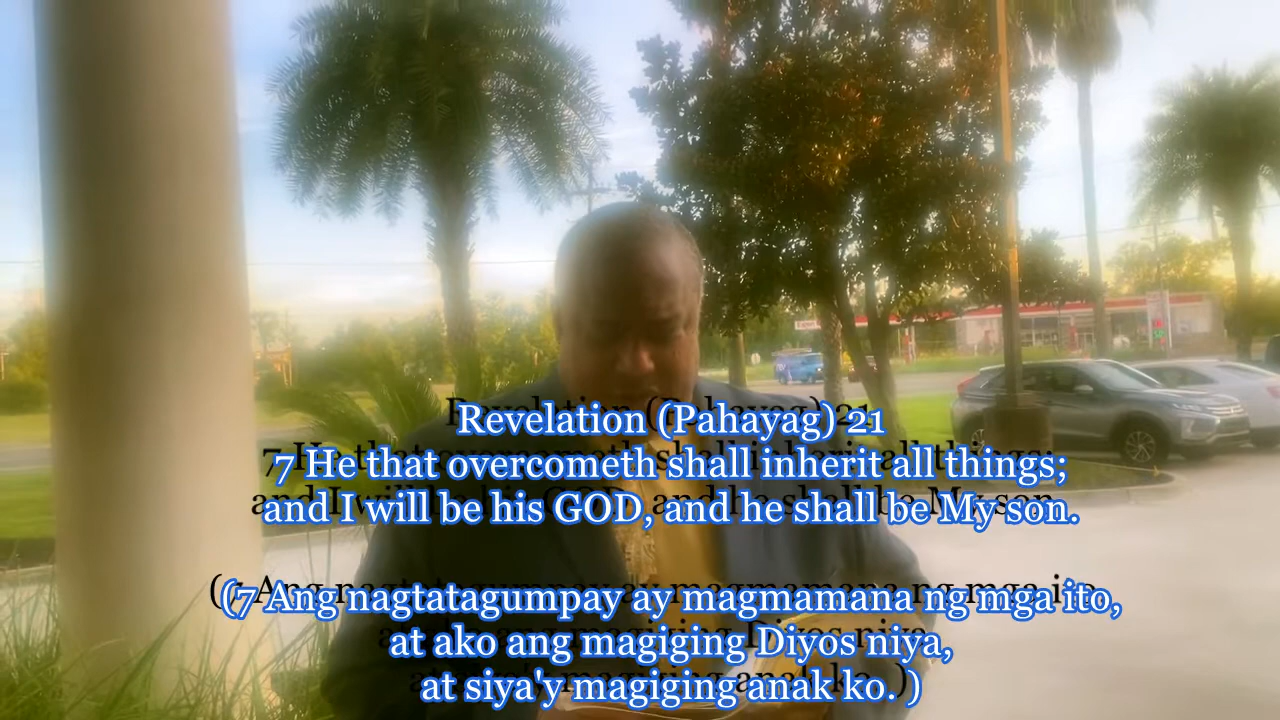 Revelation (Pahayag) 21
7 He that overcometh shall inherit all things;
and I will be his GOD, and he shall be My son.
(7 Ang nagtatagumpay ay magmamana ng mga ito,
at ako ang magiging Diyos niya,
at siya'y magiging anak ko. )